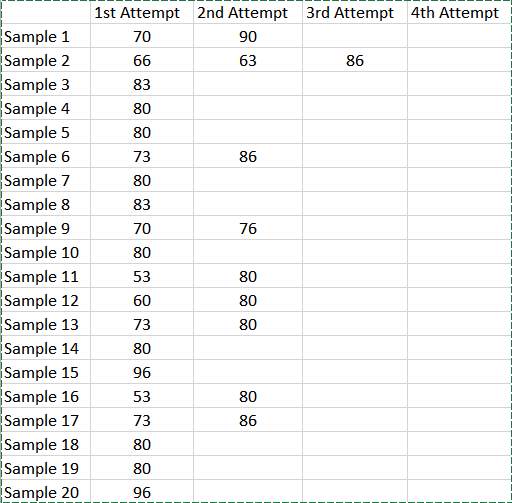 1st Attempt 2nd Attempt 3rd Attempt 4th Attempt
Sample 1 70 90
Sample 2 66 63 86
Sample 3 83
Sample 4 80
Sample 5 80
Sample 6 73 86
Sample 7 80
Sample 8 83
Sample 9 70 76
Sample 10 80
Sample 11 53 80
Sample 12 60 80
Sample 13 73 80
Sample 14 80
Sample 15 96
Sample 16 53 80
Sample 17 73 86
Sample 18 80
Sample 19 80
Sample 20 96